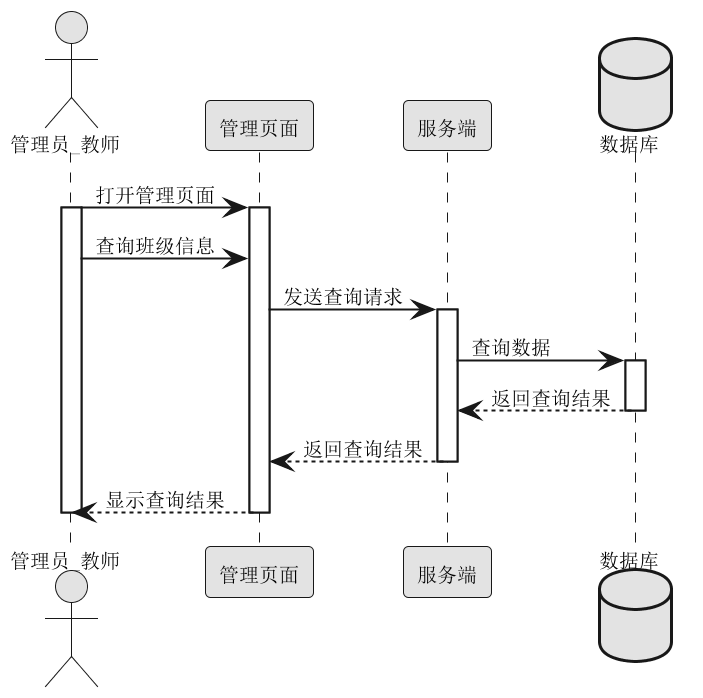 管理员_教师
管理页面
服务端
数据库
打开管理页面
查询班级信息
发送查询请求
查询数据
返回查询结果
返回查询结果
显示查询结果
管理员_教师
管理页面
服务端
数据库